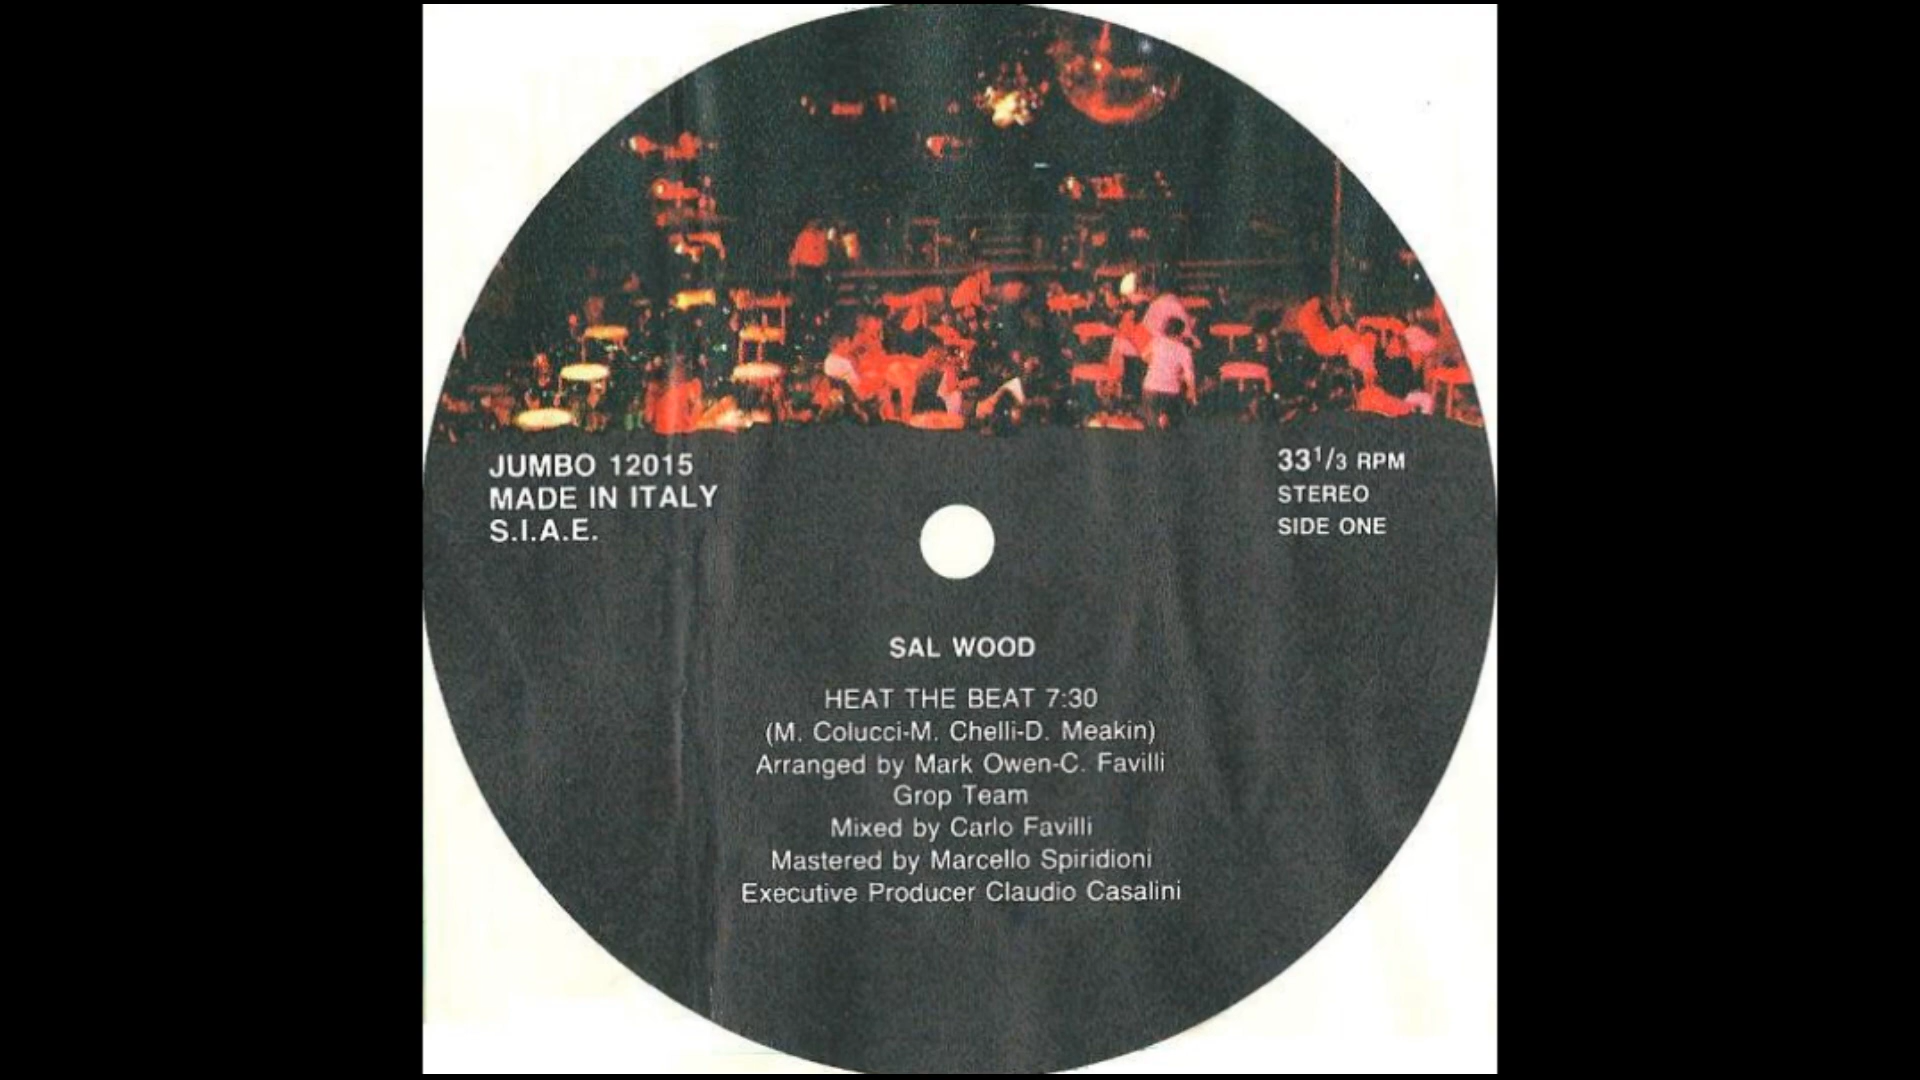 JUMBO 12015
MADE IN ITALY
S.I.A.E.
33 1/3 RPM
STEREO
SIDE ONE
SAL WOOD
HEAT THE BEAT 7:30
(M. Colucci-M. Chelli-D. Meakin)
Arranged by Mark Owen-C. Favilli
Grop Team
Mixed by Carlo Favilli
Mastered by Marcello Spiridioni
Executive Producer Claudio Casalini